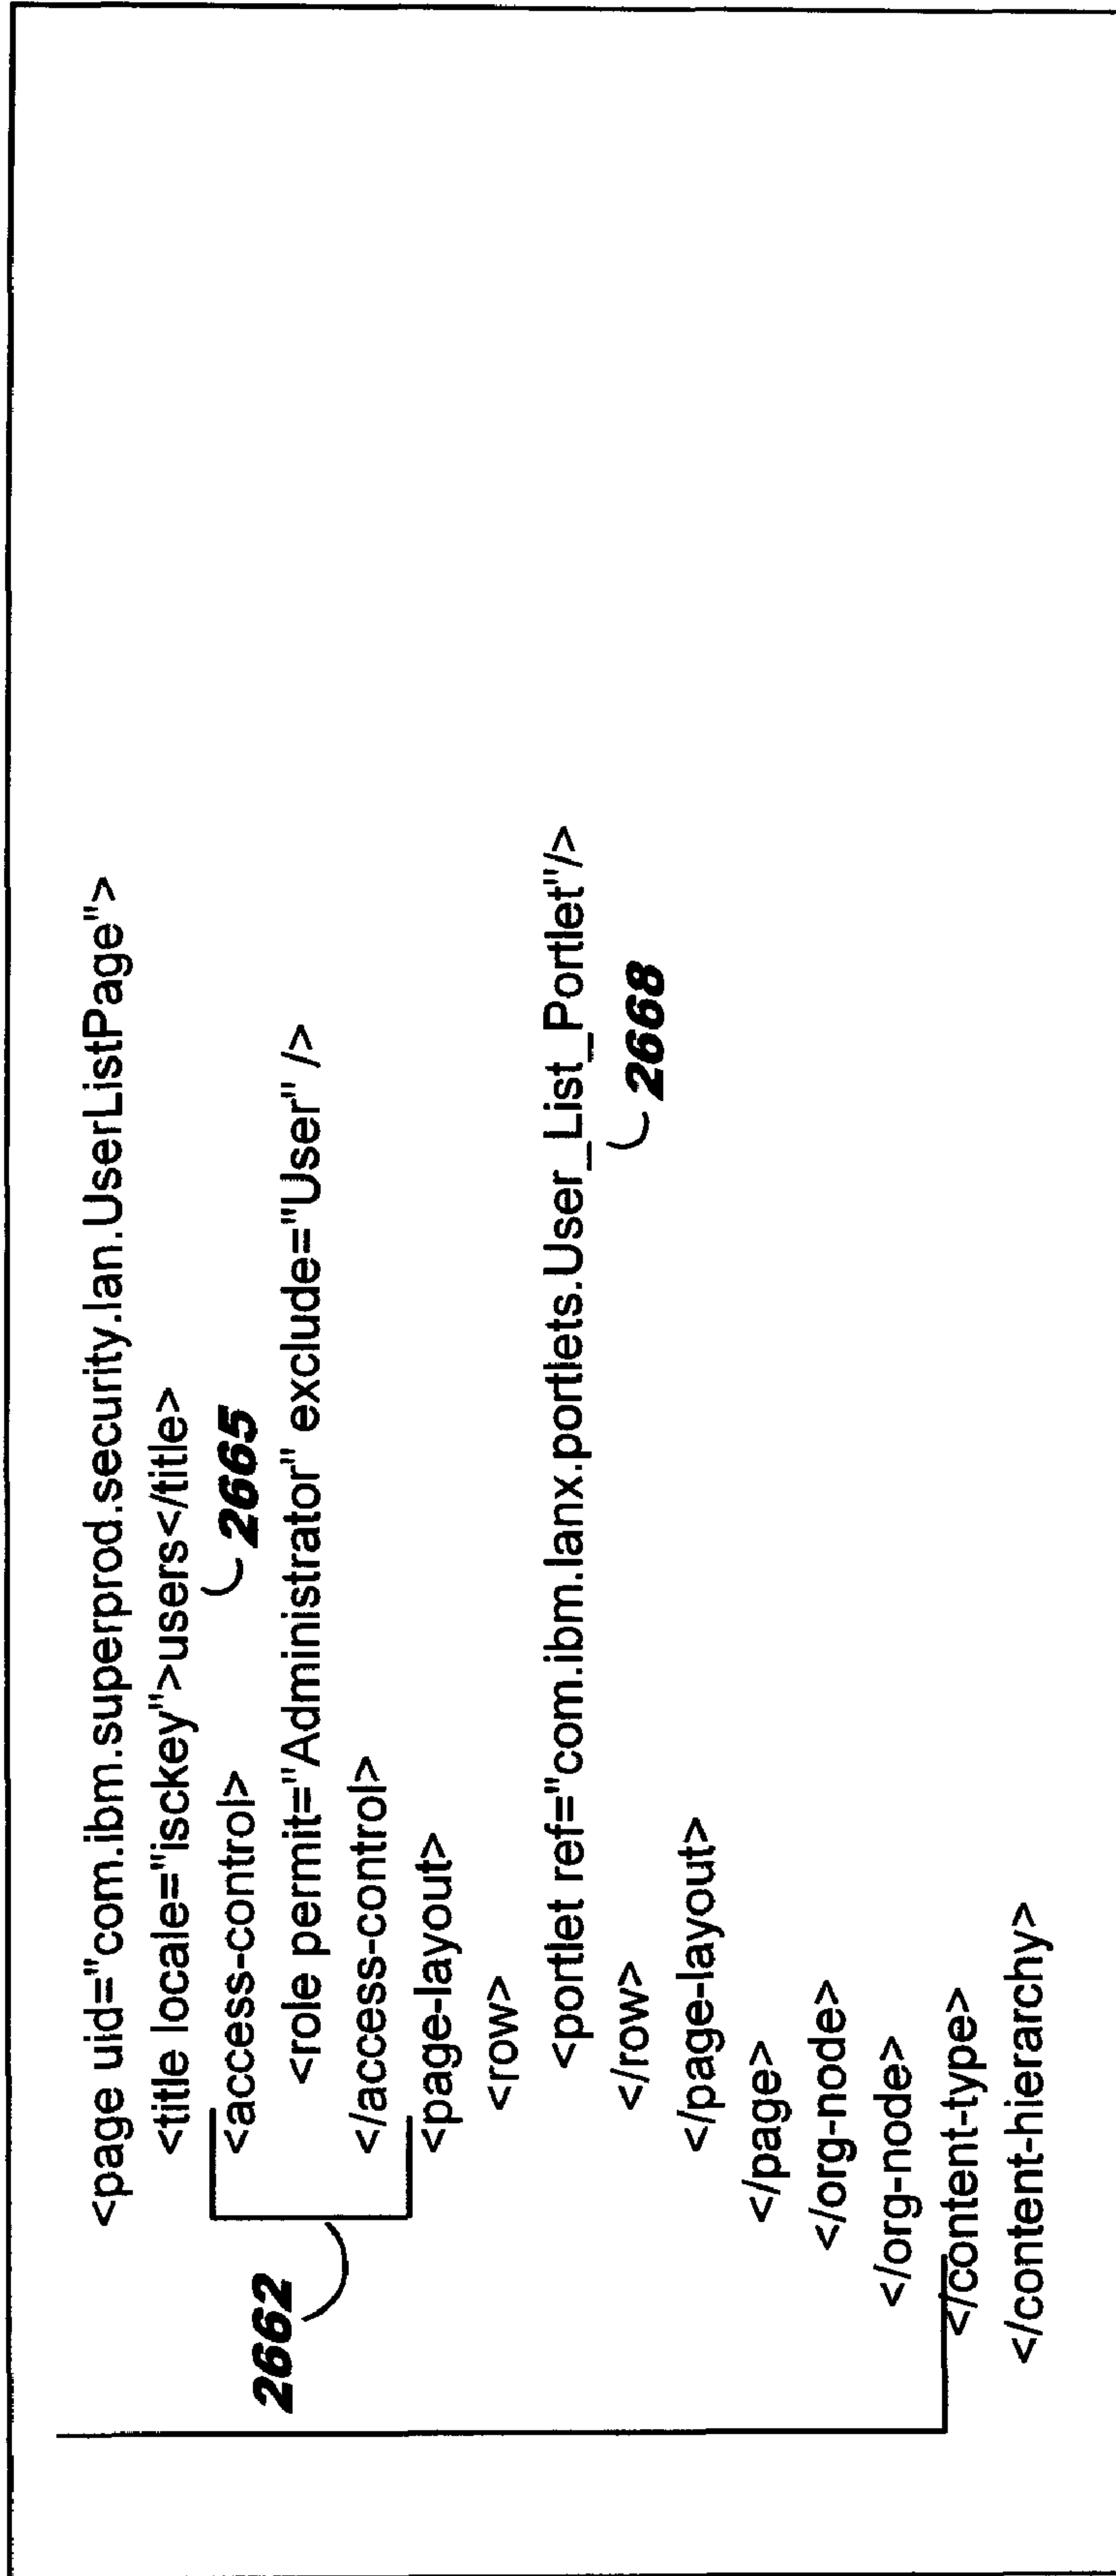 <page uid="com.ibm.superprod.security.lan.UserListPage">
<title locale="isckey">users</title>
2665
<access-control>
<role permit="Administrator" exclude="User" />
</access-control>
2662
<page-layout>
<row>
<portlet ref="com.ibm.lanx.portlets.User_List_Portlet"/>
2668
</row>
</page-layout>
</page>
</org-node>
</org-node>
</content-type>
</content-hierarchy>